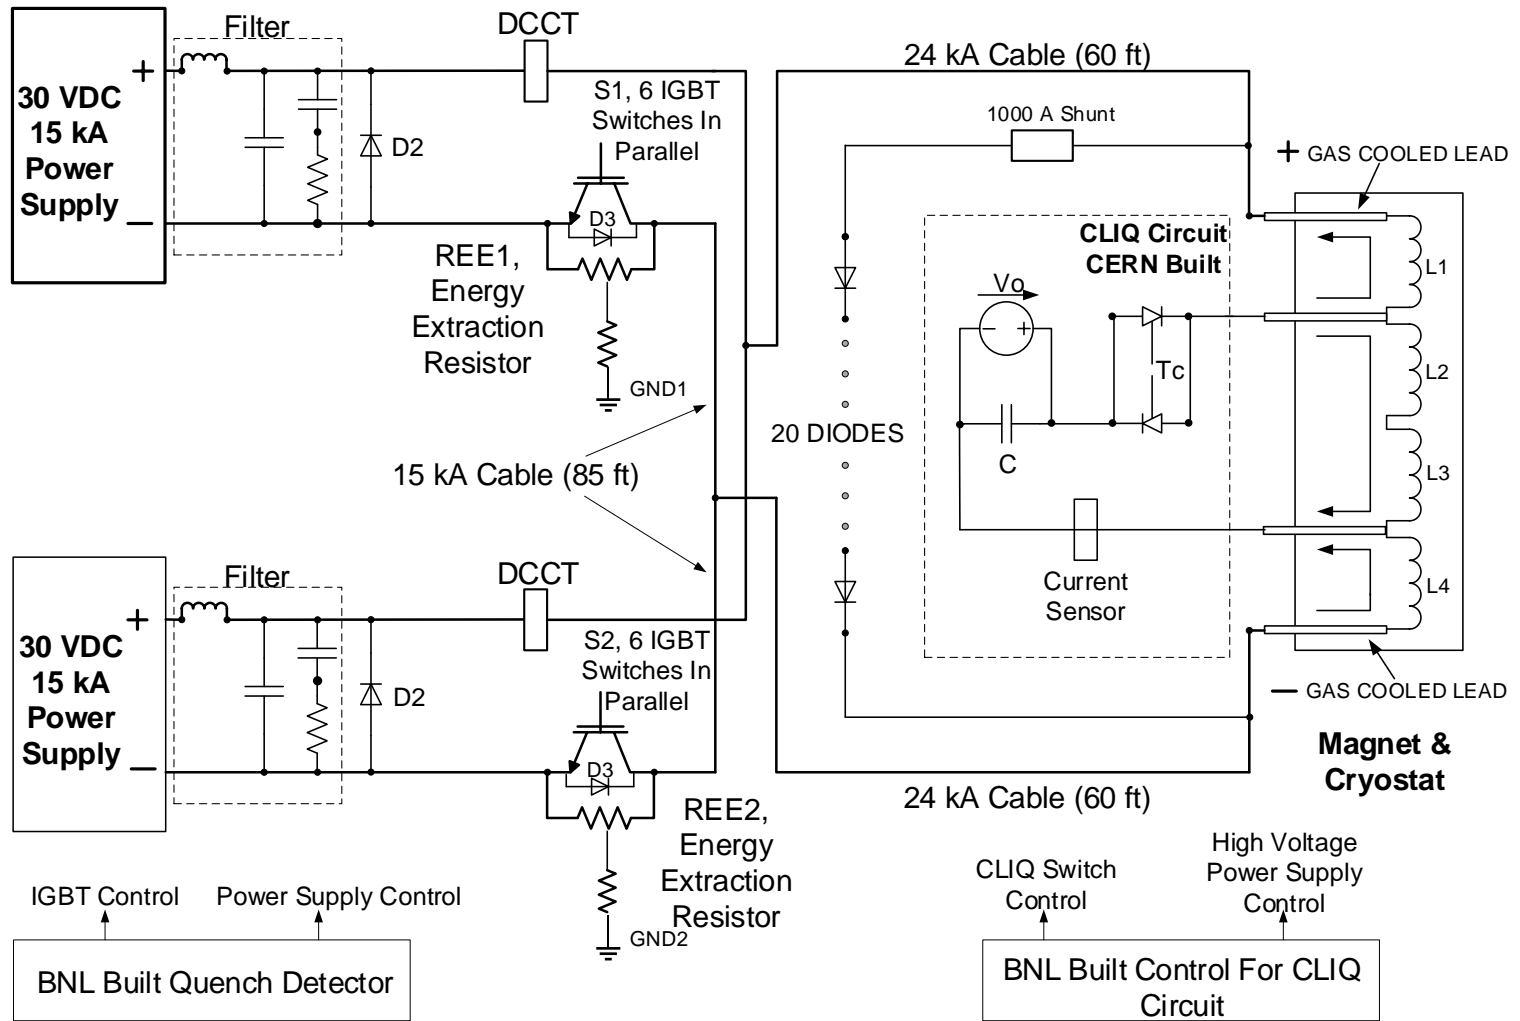 Filter
DCCT
24 kA Cable (60 ft)
+
30 VDC
15 kA
Power
Supply
—
D2
S1, 6 IGBT
Switches In
Parallel
D3
REE1,
Energy
Extraction
Resistor
GND1
1000 A Shunt
+ GAS COOLED LEAD
CLIQ Circuit
CERN Built
Vo
− +
Tc
C
L1
L2
L3
L4
20 DIODES
15 kA Cable (85 ft)
Current
Sensor
Filter
DCCT
+
30 VDC
15 kA
Power
Supply
—
D2
S2, 6 IGBT
Switches In
Parallel
D3
REE2,
Energy
Extraction
Resistor
GND2
— GAS COOLED LEAD
Magnet &
Cryostat
24 kA Cable (60 ft)
IGBT Control
Power Supply Control
BNL Built Quench Detector
CLIQ Switch
Control
High Voltage
Power Supply
Control
BNL Built Control For CLIQ
Circuit